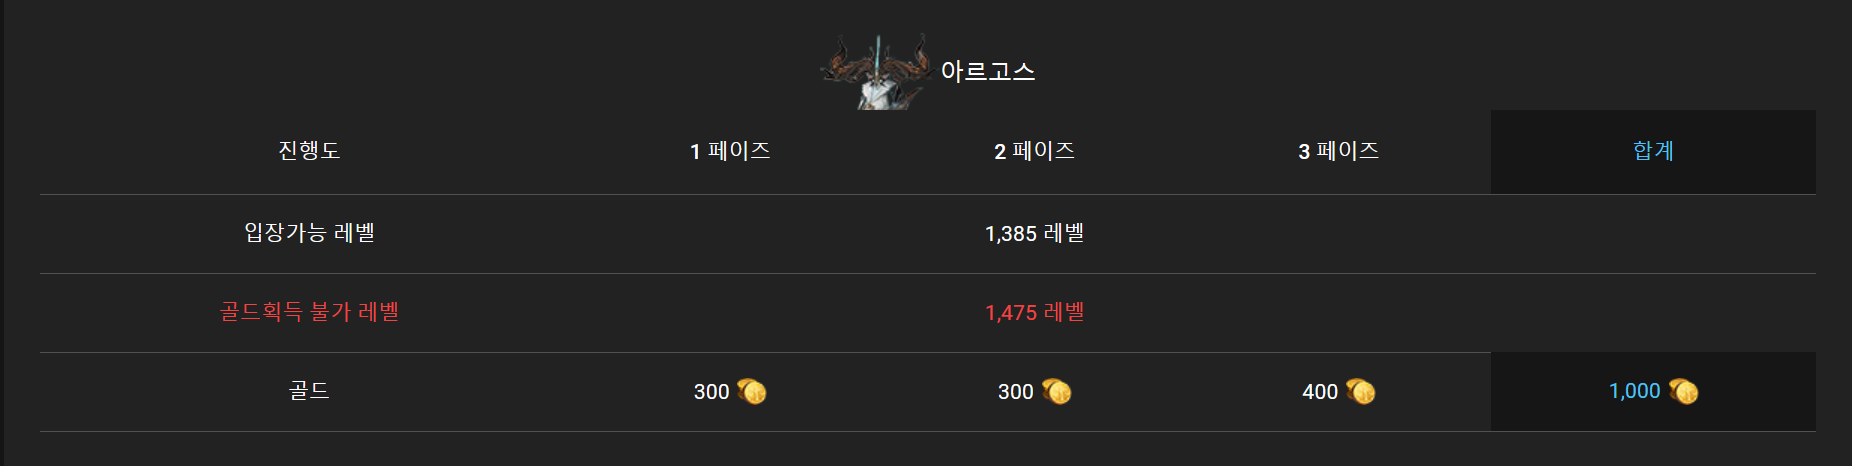 아르고스
진행도 1 페이즈 2 페이즈 3 페이즈 합계
입장가능 레벨 1,385 레벨
골드획득 불가 레벨 1,475 레벨
골드 300 300 400 1,000